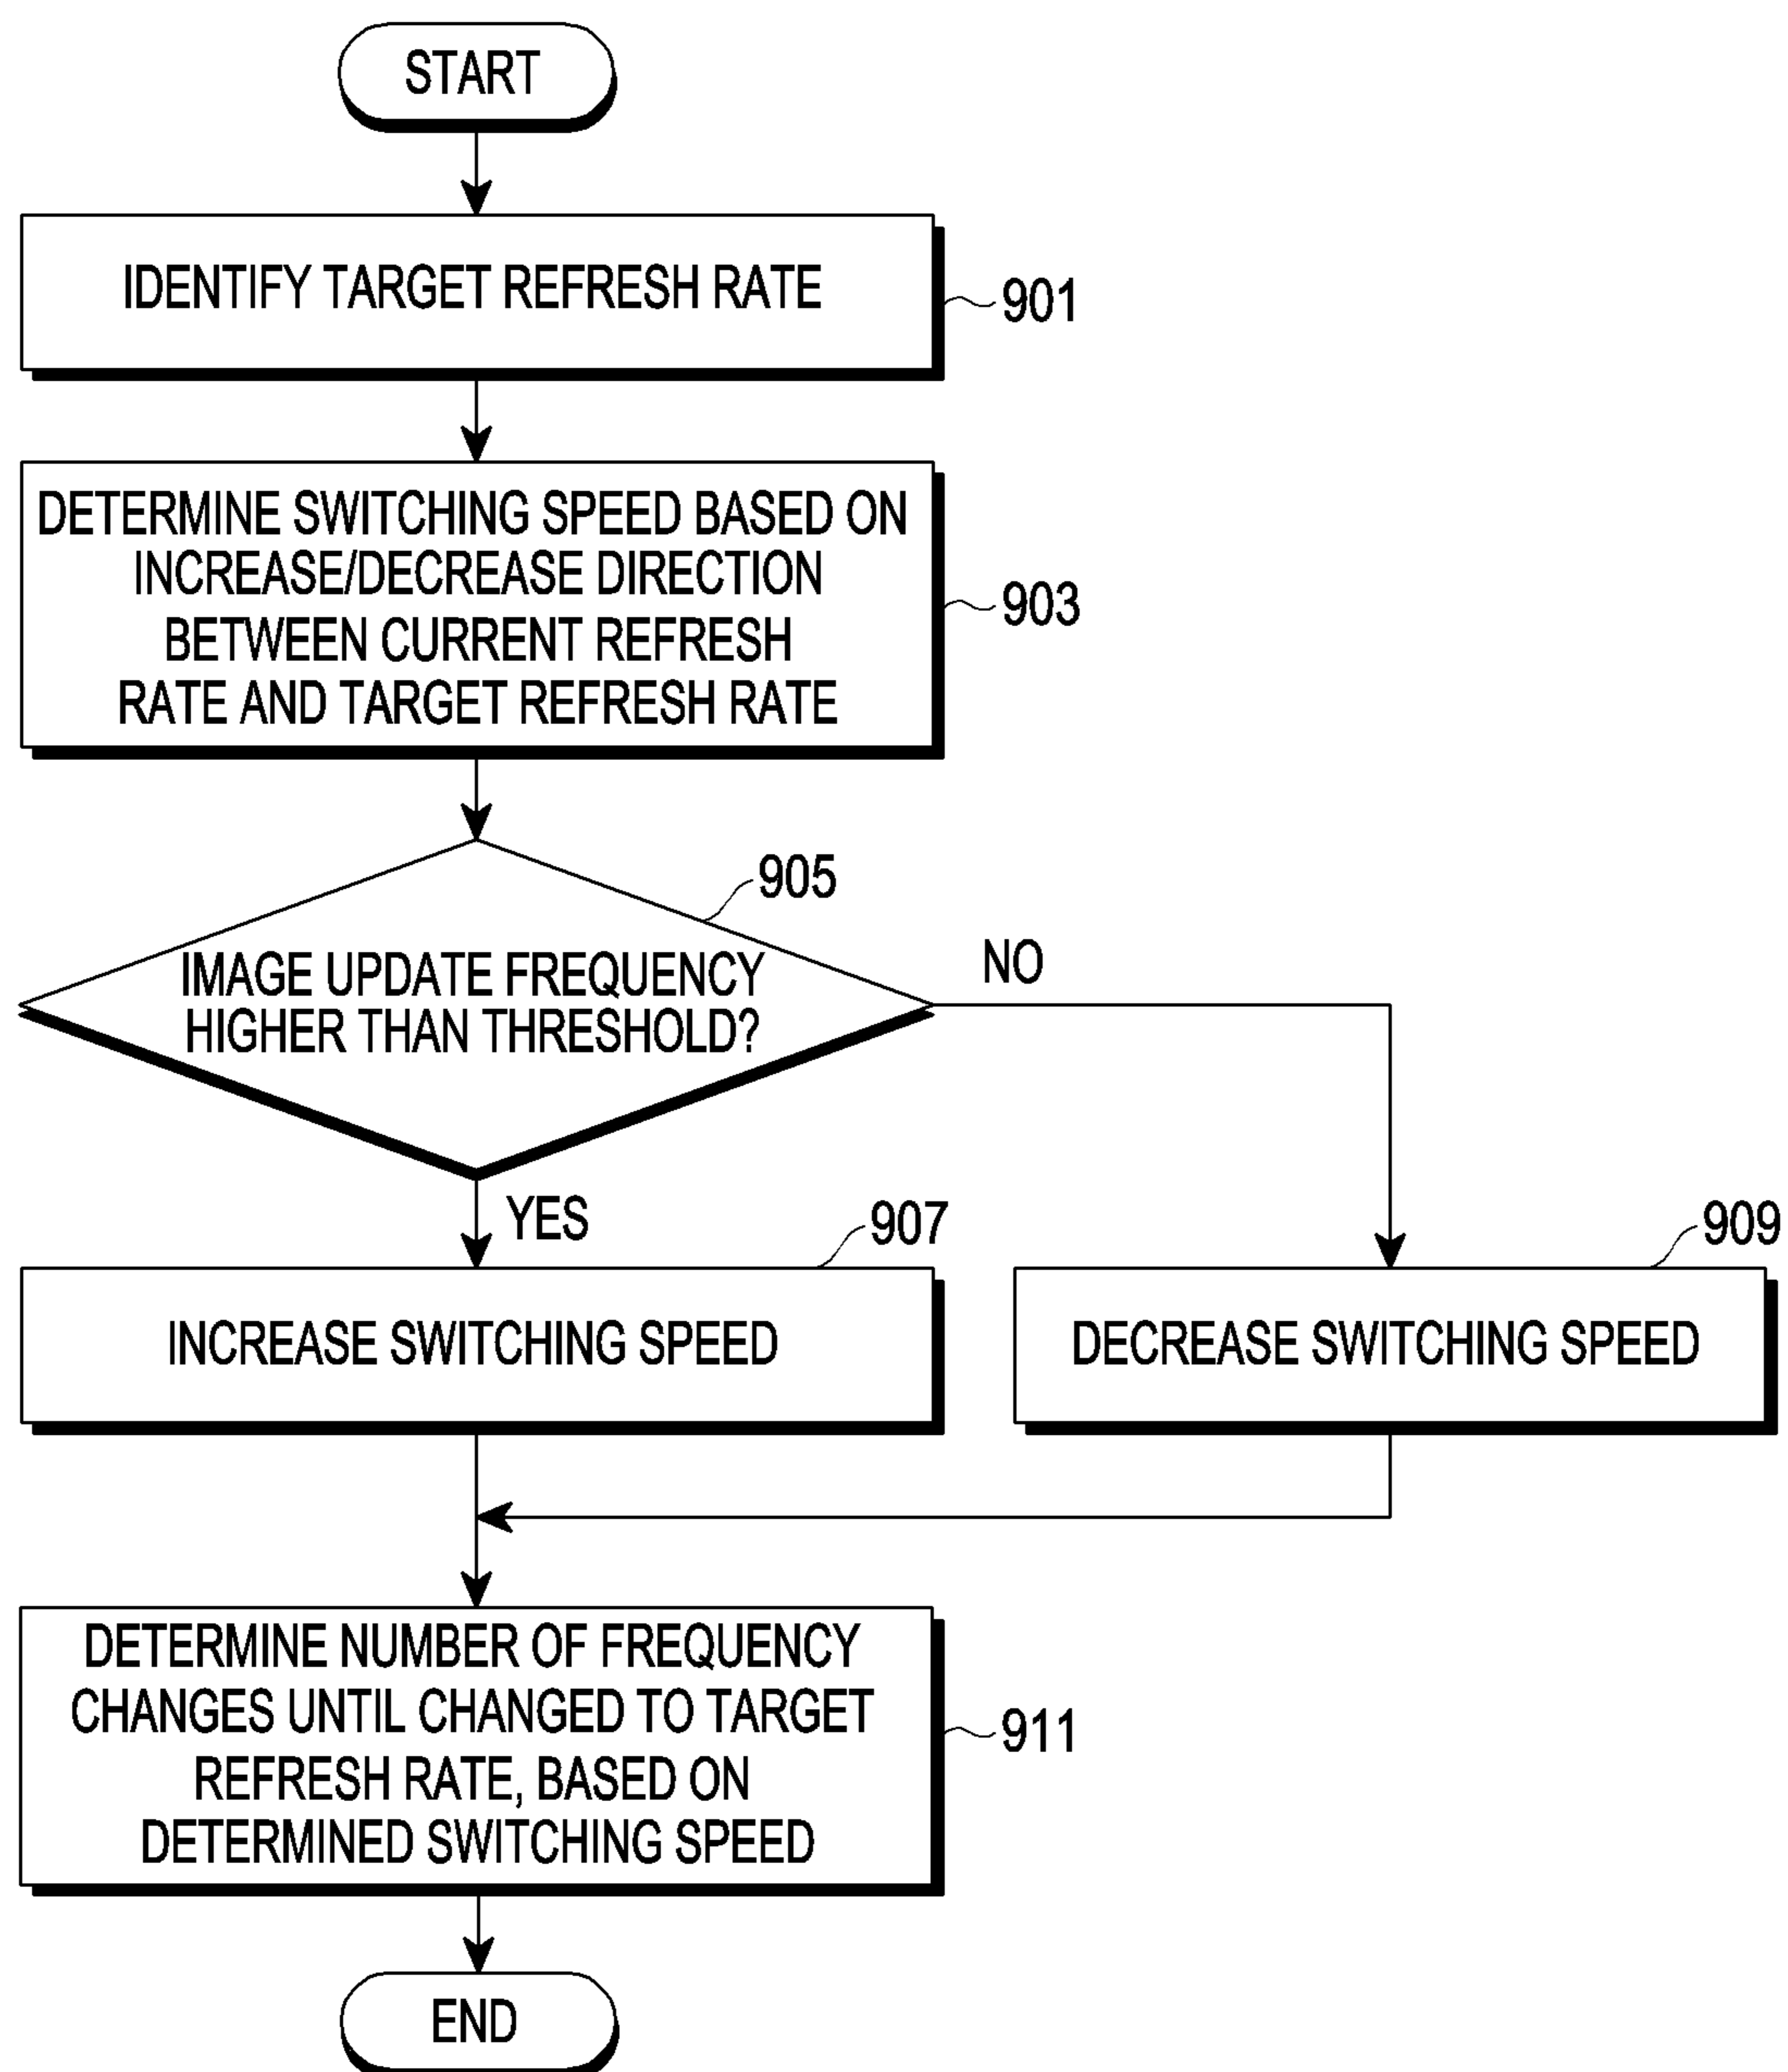 START
IDENTIFY TARGET REFRESH RATE
901
DETERMINE SWITCHING SPEED BASED ON
INCREASE/DECREASE DIRECTION
BETWEEN CURRENT REFRESH
RATE AND TARGET REFRESH RATE
903
905
IMAGE UPDATE FREQUENCY
HIGHER THAN THRESHOLD?
NO
YES
907
INCREASE SWITCHING SPEED
909
DECREASE SWITCHING SPEED
DETERMINE NUMBER OF FREQUENCY
CHANGES UNTIL CHANGED TO TARGET
REFRESH RATE, BASED ON
DETERMINED SWITCHING SPEED
911
END